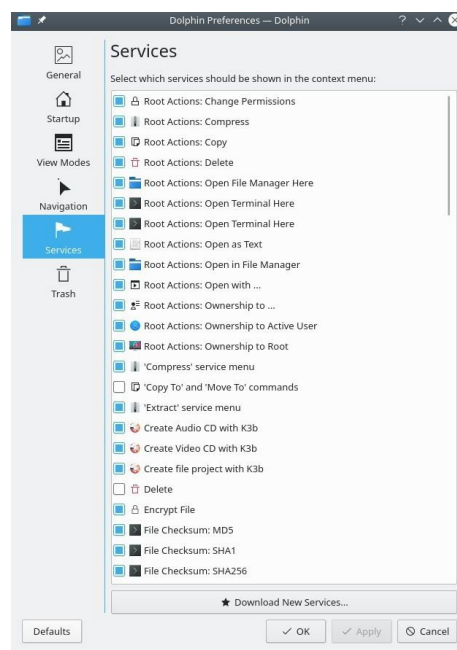 Dolphin Preferences — Dolphin
General
Startup
View Modes
Navigation
Services
Trash
Services
Select which services should be shown in the context menu:
Root Actions: Change Permissions
Root Actions: Compress
Root Actions: Copy
Root Actions: Delete
Root Actions: Open File Manager Here
Root Actions: Open Terminal Here
Root Actions: Open Terminal Here
Root Actions: Open as Text
Root Actions: Open in File Manager
Root Actions: Open with ...
Root Actions: Ownership to ...
Root Actions: Ownership to Active User
Root Actions: Ownership to Root
'Compress' service menu
'Copy To' and 'Move To' commands
'Extract' service menu
Create Audio CD with K3b
Create Video CD with K3b
Create file project with K3b
Delete
Encrypt File
File Checksum: MD5
File Checksum: SHA1
File Checksum: SHA256
Download New Services...
Defaults
OK
Apply
Cancel